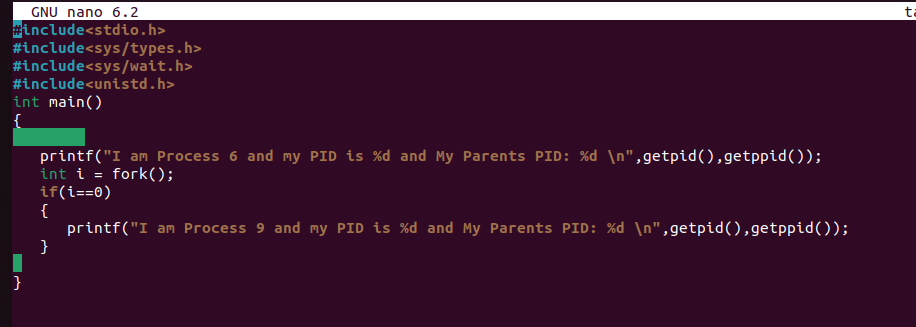 GNU nano 6.2 ta
#include<stdio.h>
#include<sys/types.h>
#include<sys/wait.h>
#include<unistd.h>
int main()
{
printf("I am Process 6 and my PID is %d and My Parents PID: %d \n",getpid(),getppid());
int i = fork();
if(i==0)
{
printf("I am Process 9 and my PID is %d and My Parents PID: %d \n",getpid(),getppid());
}
}